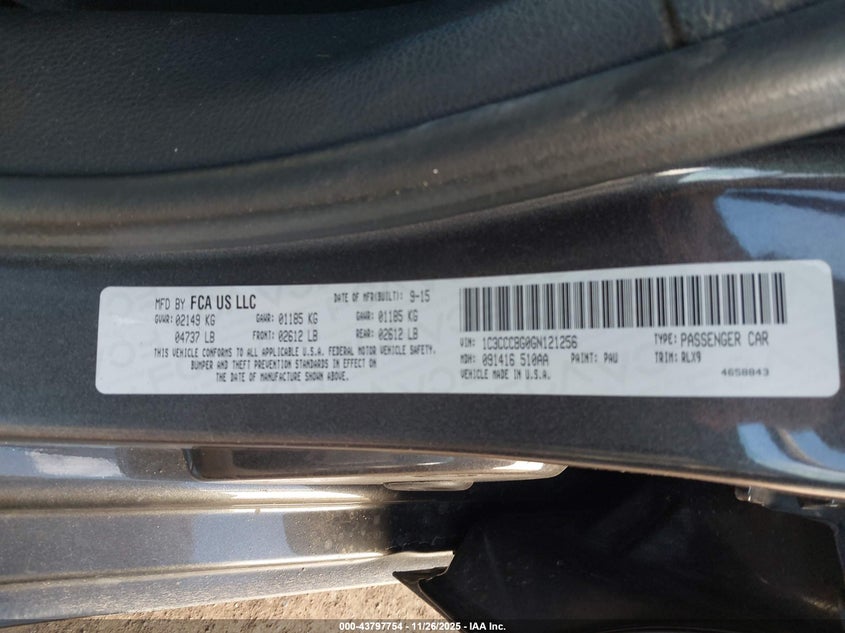 MFD BY FCA US LLC
DATE OF MFR(BUILT): 9-15
GVWR: 02149 KG GAWR: 01185 KG GAWR: 01185 KG
04737 LB FRONT: 02612 LB REAR: 02612 LB
THIS VEHICLE CONFORMS TO ALL APPLICABLE U.S.A. FEDERAL MOTOR VEHICLE SAFETY,
BUMPER AND THEFT PREVENTION STANDARDS IN EFFECT ON
THE DATE OF MANUFACTURE SHOWN ABOVE.
VIN: 1C3CCCBG0GN121256 TYPE: PASSENGER CAR
MDH: 091416 510AA PAINT: PAU TRIM: RLX9
VEHICLE MADE IN U.S.A. 4658843
000-43797754 | 11/26/2025 - IAA Inc.